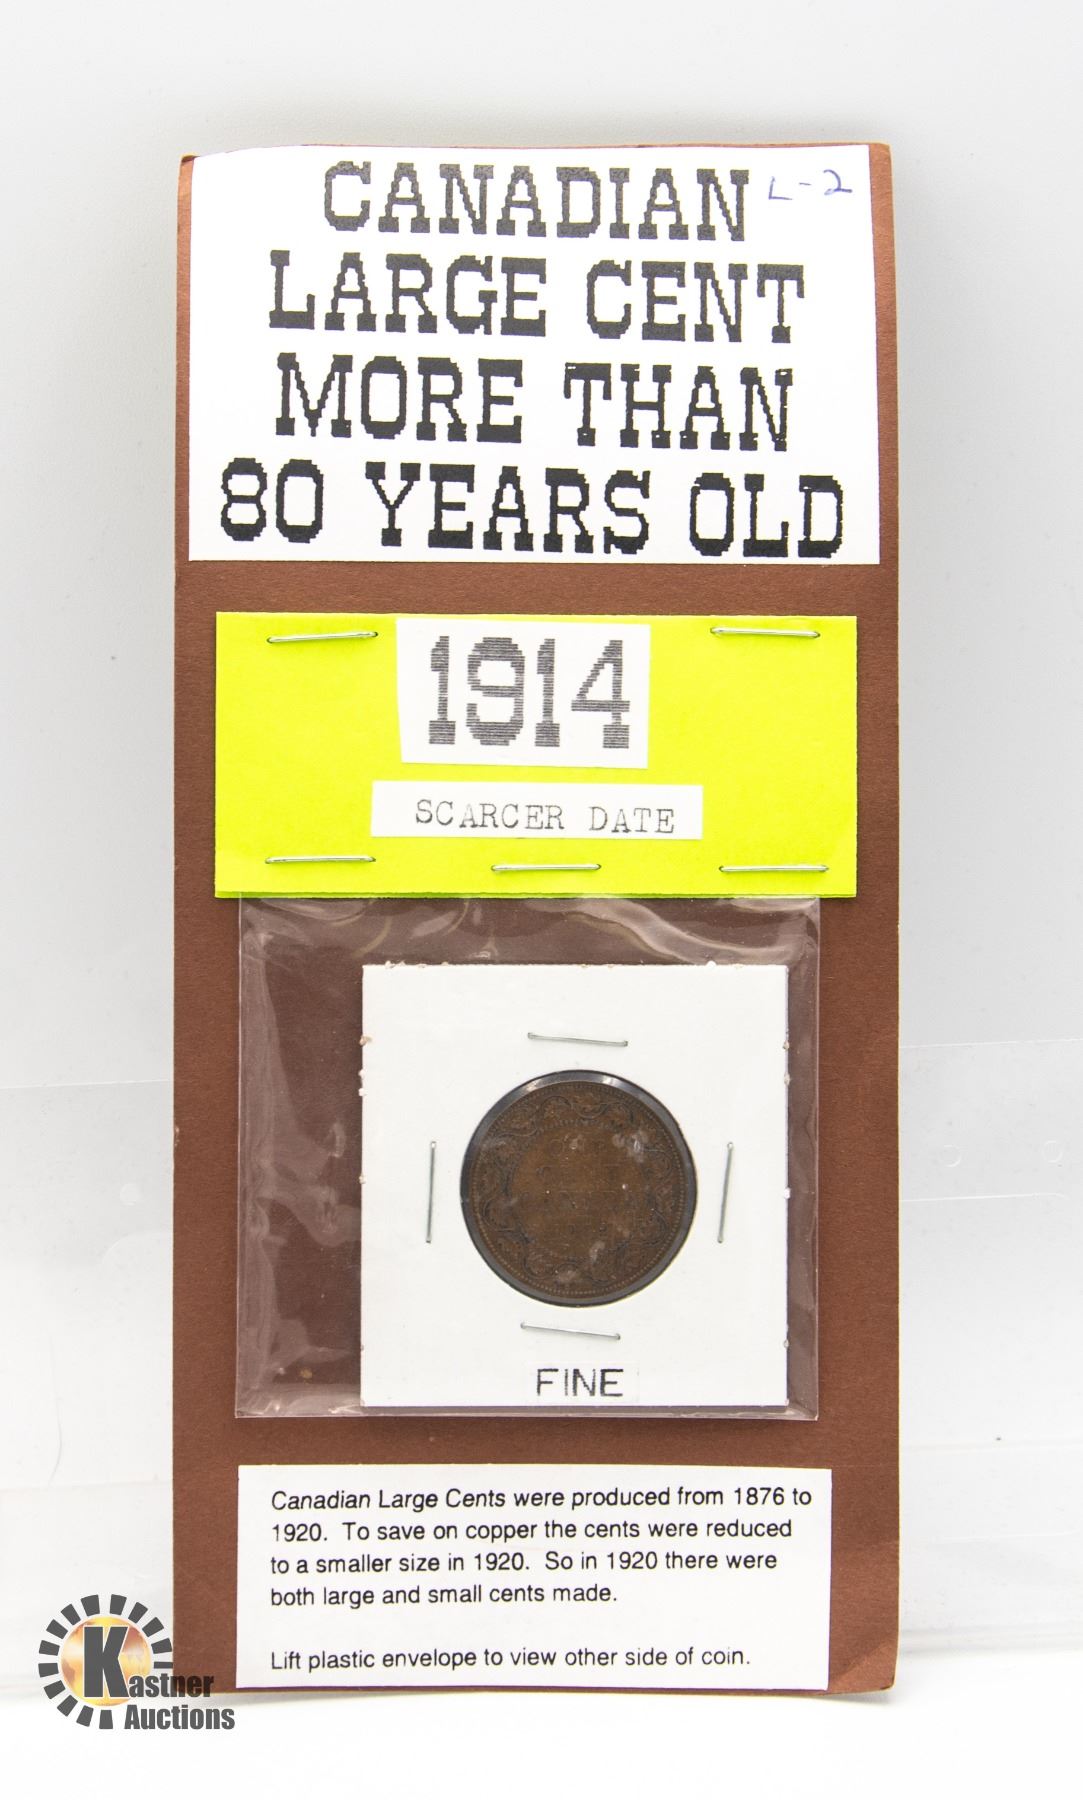 CANADIAN L-2
LARGE CENT
MORE THAN
80 YEARS OLD
1914
SCARCER DATE
ONE
CENT
CANADA
FINE
Canadian Large Cents were produced from 1876 to
1920. To save on copper the cents were reduced
to a smaller size in 1920. So in 1920 there were
both large and small cents made.
Lift plastic envelope to view other side of coin.
Kastner
Auctions